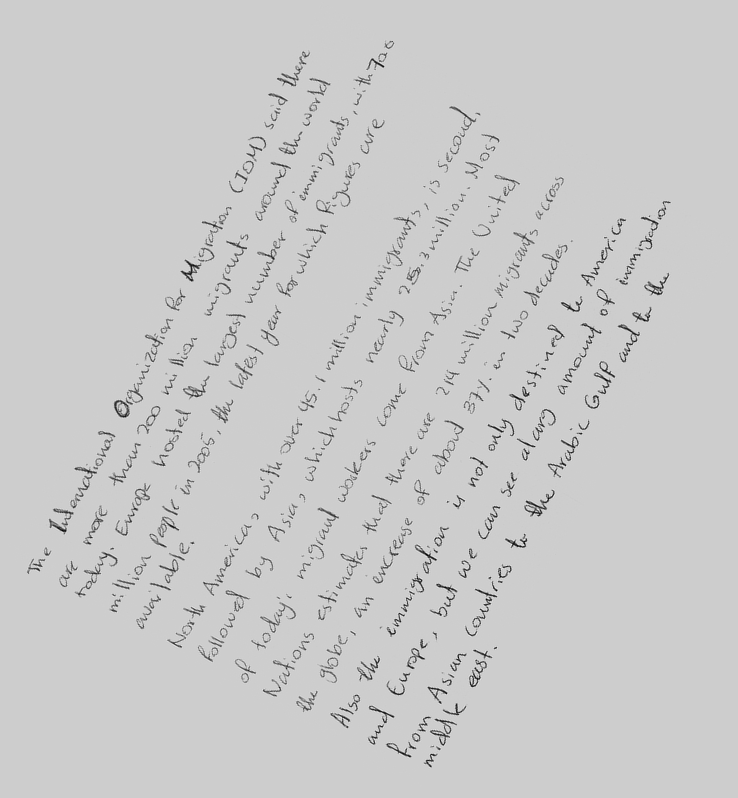 The International Organization for Migration (IOM) said there
are more than 200 million migrants around the world
today. Europe hosted the largest number of immigrants, with 70.6
million People in 2005, the latest year for which figures are
available.
North America, with over 45.1 million immigrants, is second,
followed by Asia, which hosts nearly 25.3 million. Most
of today's migrant workers come from Asia. The United
Nations estimates that there are 214 million migrants across
the globe, an increase of about 37% in two decades.
Also the immigration is not only destined to America
and Europe, but we can see alarg amount of immigration
from Asian Countries to the Arabic Gulf and to the
middle east.